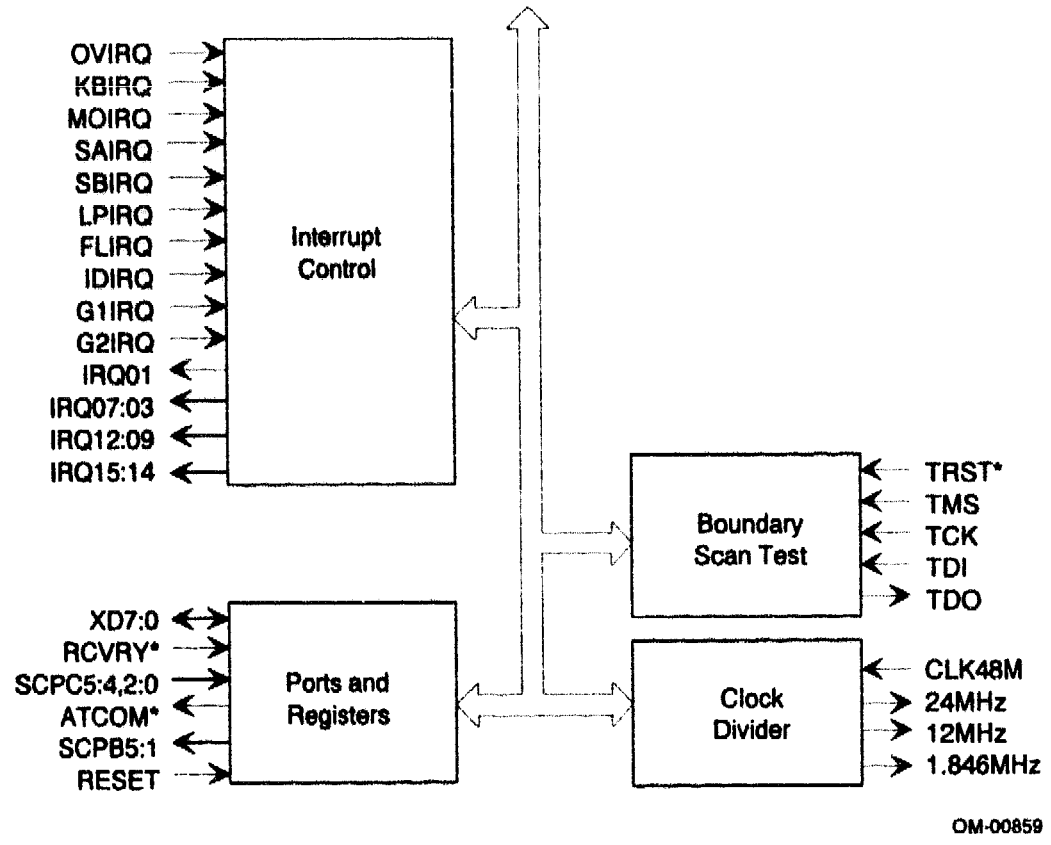 OVIRQ
KBIRQ
MOIRQ
SAIRQ
SBIRQ
LPIRQ
FLIRQ
IDIRQ
G1IRQ
G2IRQ
IRQ01
IRQ07:03
IRQ12:09
IRQ15:14
Interrupt
Control
TRST*
TMS
TCK
TDI
TDO
Boundary
Scan Test
XD7:0
RCVRY*
SCPC5:4,2:0
ATCOM*
SCPB5:1
RESET
Ports and
Registers
Clock
Divider
CLK48M
24MHz
12MHz
1.846MHz
OM-00859